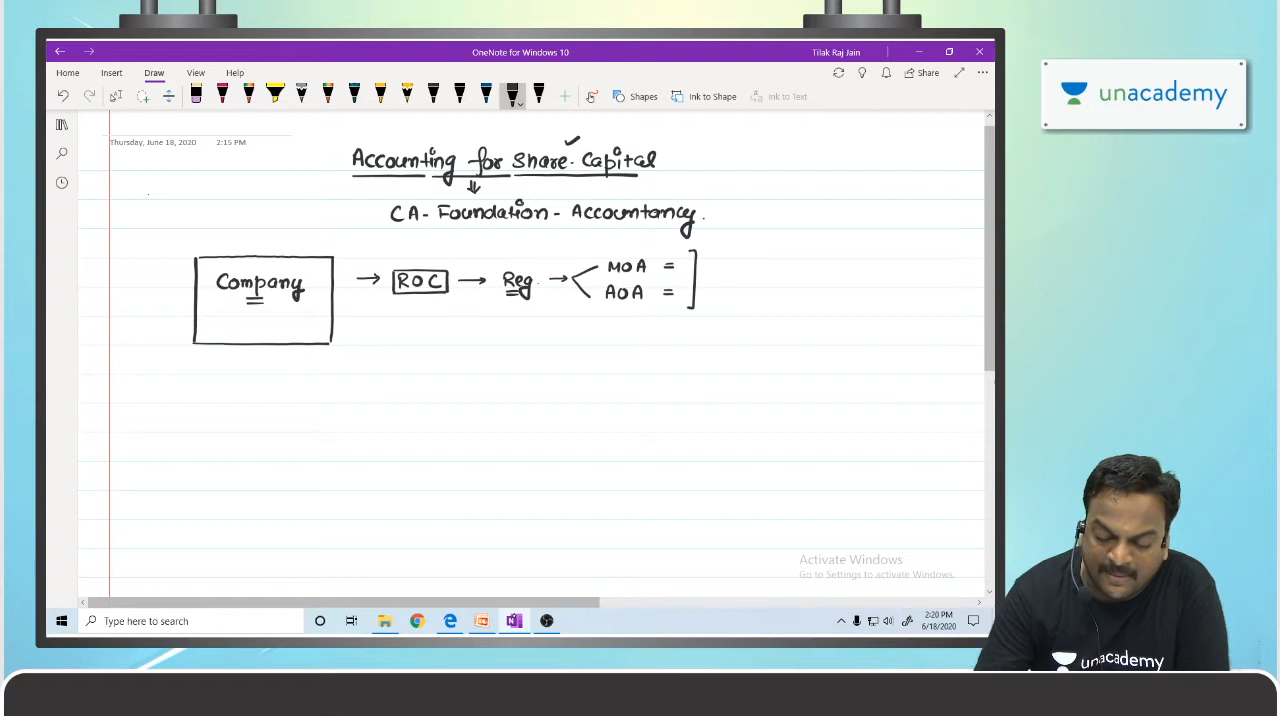 OneNote for Windows 10
Tilak Raj Jain
Home Insert Draw View Help
Share
Shapes Ink to Shape Ink to Text
unacademy
Thursday, June 18, 2020 2:15 PM
Accounting for Share Capital
CA - Foundation - Accountancy.
Company → ROC → Reg. → MOA =
AOA =
Activate Windows
Go to Settings to activate Windows.
Type here to search
2:20 PM
6/18/2020
unacademy